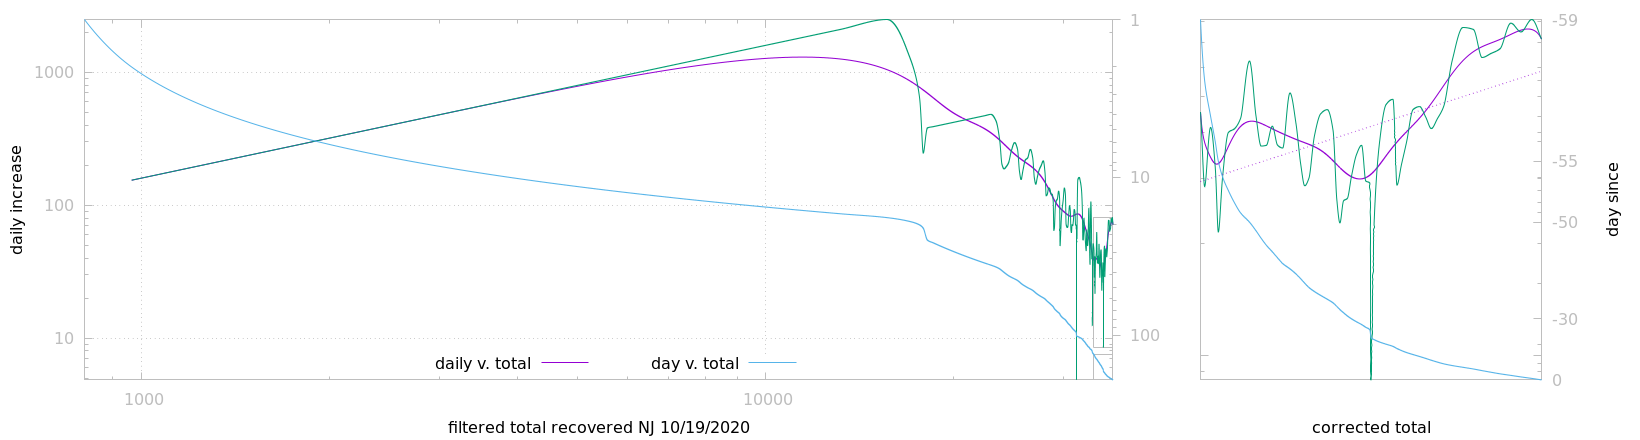 1000
100
10
daily increase
1000
10000
daily v. total
day v. total
filtered total recovered NJ 10/19/2020
1
10
100
-59
-55
-50
-30
0
day since
corrected total